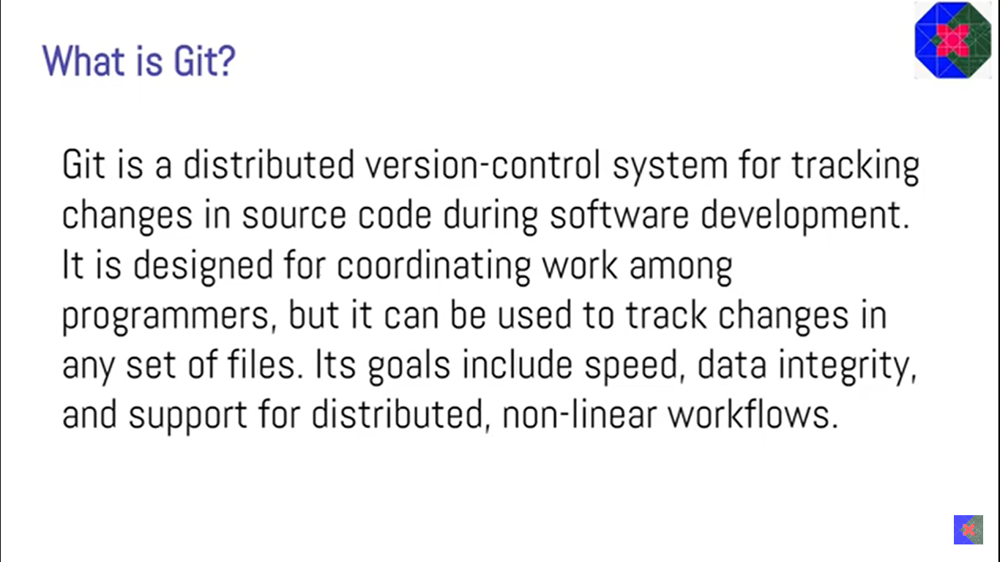 What is Git?
Git is a distributed version-control system for tracking
changes in source code during software development.
It is designed for coordinating work among
programmers, but it can be used to track changes in
any set of files. Its goals include speed, data integrity,
and support for distributed, non-linear workflows.